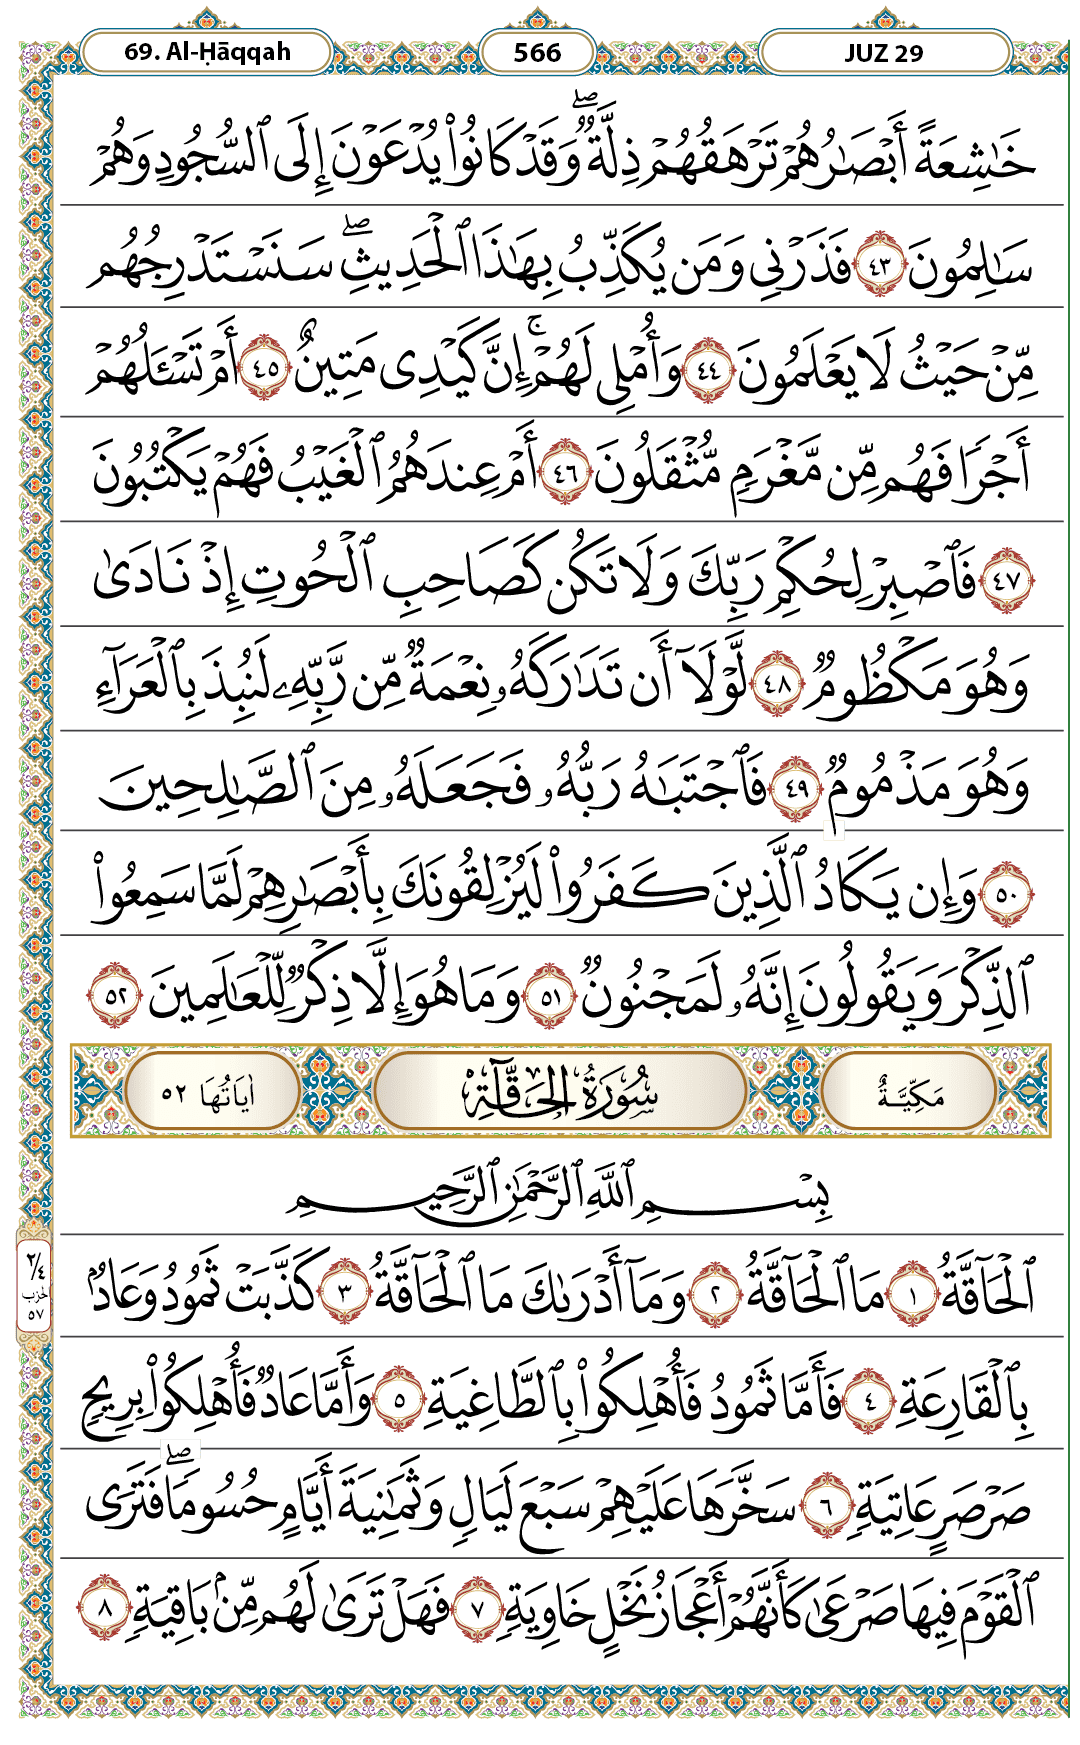 69. Al-Ḥāqqah 566 JUZ 29
خَـٰشِعَةً أَبۡصَـٰرُهُمۡ تَرۡهَقُهُمۡ ذِلَّةٞۖ وَقَدۡ كَانُواْ يُدۡعَوۡنَ إِلَى ٱلسُّجُودِ وَهُمۡ
سَـٰلِمُونَ ٤٣ فَذَرۡنِي وَمَن يُكَذِّبُ بِهَـٰذَا ٱلۡحَدِيثِۖ سَنَسۡتَدۡرِجُهُم
مِّنۡ حَيۡثُ لَا يَعۡلَمُونَ ٤٤ وَأُمۡلِي لَهُمۡۚ إِنَّ كَيۡدِي مَتِينٌ ٤٥ أَمۡ تَسۡـَٔلُهُمۡ
أَجۡرٗا فَهُم مِّن مَّغۡرَمٖ مُّثۡقَلُونَ ٤٦ أَمۡ عِندَهُمُ ٱلۡغَيۡبُ فَهُمۡ يَكۡتُبُونَ
٤٧ فَٱصۡبِرۡ لِحُكۡمِ رَبِّكَ وَلَا تَكُن كَصَاحِبِ ٱلۡحُوتِ إِذۡ نَادَىٰ
وَهُوَ مَكۡظُومٞ ٤٨ لَّوۡلَآ أَن تَدَٰرَكَهُۥ نِعۡمَةٞ مِّن رَّبِّهِۦ لَنُبِذَ بِٱلۡعَرَآءِ
وَهُوَ مَذۡمُومٞ ٤٩ فَٱجۡتَبَـٰهُ رَبُّهُۥ فَجَعَلَهُۥ مِنَ ٱلصَّـٰلِحِينَ
٥٠ وَإِن يَكَادُ ٱلَّذِينَ كَفَرُواْ لَيُزۡلِقُونَكَ بِأَبۡصَـٰرِهِمۡ لَمَّا سَمِعُواْ
ٱلذِّكۡرَ وَيَقُولُونَ إِنَّهُۥ لَمَجۡنُونٞ ٥١ وَمَا هُوَ إِلَّا ذِكۡرٞ لِّلۡعَـٰلَمِينَ ٥٢
مَكِّيَّةٌ سُورَةُ الحَاقَّةِ اٰيَاتُهَا ٥٢
بِسۡمِ ٱللَّهِ ٱلرَّحۡمَـٰنِ ٱلرَّحِيمِ
ٱلۡحَآقَّةُ ١ مَا ٱلۡحَآقَّةُ ٢ وَمَآ أَدۡرَىٰكَ مَا ٱلۡحَآقَّةُ ٣ كَذَّبَتۡ ثَمُودُ وَعَادُۢ
بِٱلۡقَارِعَةِ ٤ فَأَمَّا ثَمُودُ فَأُهۡلِكُواْ بِٱلطَّاغِيَةِ ٥ وَأَمَّا عَادٞ فَأُهۡلِكُواْ بِرِيحٖ
صَرۡصَرٍ عَاتِيَةٖ ٦ سَخَّرَهَا عَلَيۡهِمۡ سَبۡعَ لَيَالٖ وَثَمَـٰنِيَةَ أَيَّامٍ حُسُومٗاۖ فَتَرَى
ٱلۡقَوۡمَ فِيهَا صَرۡعَىٰ كَأَنَّهُمۡ أَعۡجَازُ نَخۡلٍ خَاوِيَةٖ ٧ فَهَلۡ تَرَىٰ لَهُم مِّنۢ بَاقِيَةٖ ٨
٢/٤
حزب
٥٧